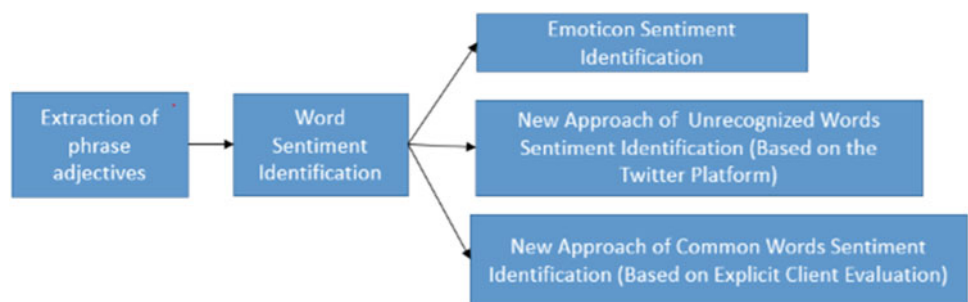 Extraction of
phrase
adjectives
Word
Sentiment
Identification
Emoticon Sentiment
Identification
New Approach of Unrecognized Words
Sentiment Identification (Based on the
Twitter Platform)
New Approach of Common Words Sentiment
Identification (Based on Explicit Client Evaluation)